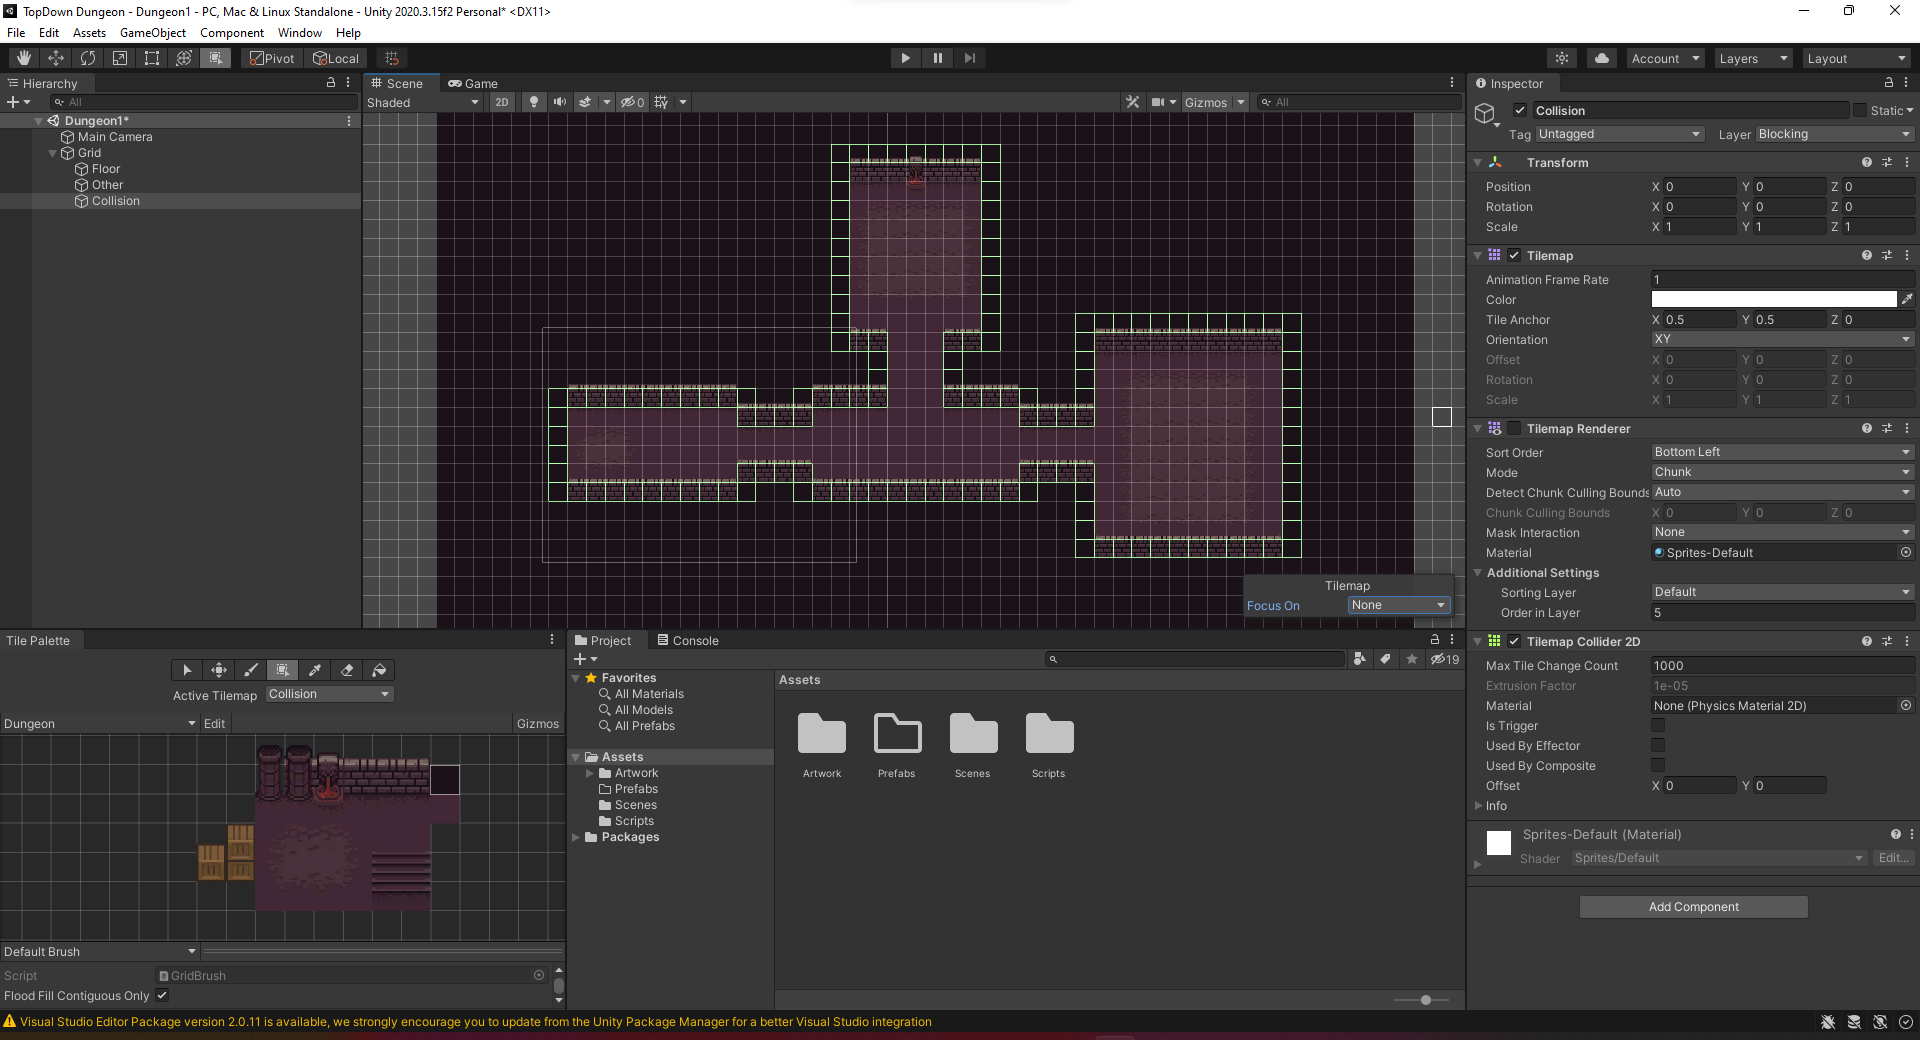 TopDown Dungeon - Dungeon1 - PC, Mac & Linux Standalone - Unity 2020.3.15f2 Personal* <DX11>
File Edit Assets GameObject Component Window Help
Pivot Local Account Layers Layout
Hierarchy
All
Dungeon1*
Main Camera
Grid
Floor
Other
Collision
Scene Game
Shaded 2D 0 Gizmos All
Tilemap
Focus On None
Inspector
Collision Static
Tag Untagged Layer Blocking
Transform
Position X 0 Y 0 Z 0
Rotation X 0 Y 0 Z 0
Scale X 1 Y 1 Z 1
Tilemap
Animation Frame Rate 1
Color
Tile Anchor X 0.5 Y 0.5 Z 0
Orientation XY
Offset X 0 Y 0 Z 0
Rotation X 0 Y 0 Z 0
Scale X 1 Y 1 Z 1
Tilemap Renderer
Sort Order Bottom Left
Mode Chunk
Detect Chunk Culling Bounds Auto
Chunk Culling Bounds X 0 Y 0 Z 0
Mask Interaction None
Material Sprites-Default
Additional Settings
Sorting Layer Default
Order in Layer 5
Tilemap Collider 2D
Max Tile Change Count 1000
Extrusion Factor 1e-05
Material None (Physics Material 2D)
Is Trigger
Used By Effector
Used By Composite
Offset X 0 Y 0
Info
Sprites-Default (Material)
Shader Sprites/Default Edit...
Add Component
Tile Palette
Active Tilemap Collision
Dungeon Edit Gizmos
Default Brush
Script GridBrush
Flood Fill Contiguous Only
Project Console
19
Favorites
All Materials
All Models
All Prefabs
Assets
Artwork
Prefabs
Scenes
Scripts
Packages
Assets
Artwork Prefabs Scenes Scripts
Visual Studio Editor Package version 2.0.11 is available, we strongly encourage you to update from the Unity Package Manager for a better Visual Studio integration